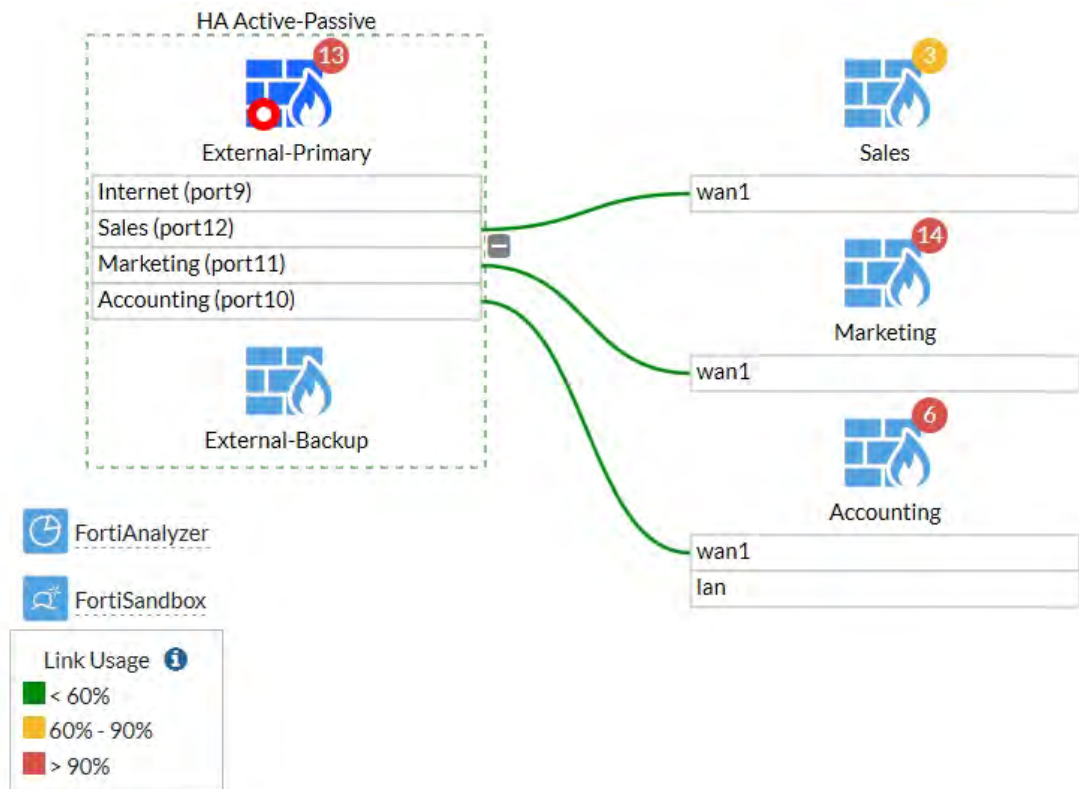 HA Active-Passive
13
External-Primary
Internet (port9)
Sales (port12)
Marketing (port11)
Accounting (port10)
External-Backup
3
Sales
wan1
14
Marketing
wan1
6
Accounting
wan1
lan
FortiAnalyzer
FortiSandbox
Link Usage i
< 60%
60% - 90%
> 90%